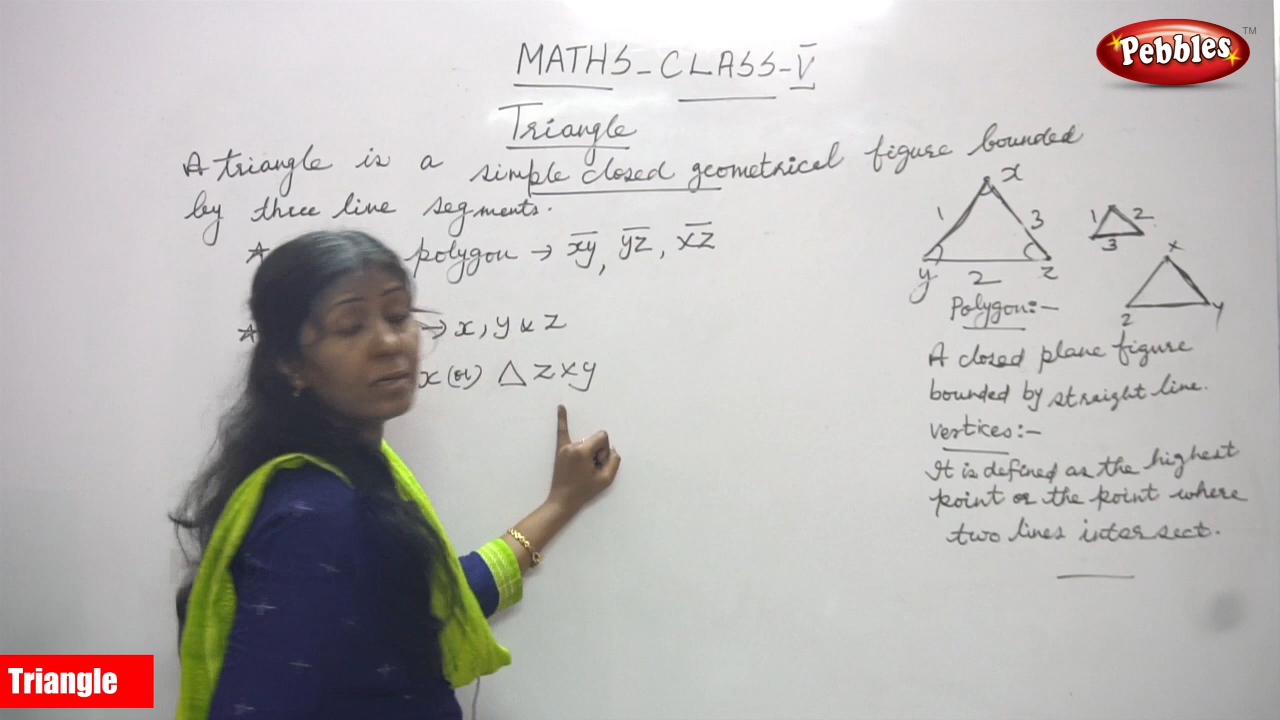 Pebbles TM
MATHS - CLASS - V
Triangle
A triangle is a simple closed geometrical figure bounded
by three line segments.
☆ polygon → xy, yz, xz
☆ → x, y & z
x (or) △ zxy
x
1 3
y 2 z
1 2
3
x
z y
Polygon:-
A closed plane figure
bounded by straight line.
vertices:-
It is defined as the highest
point or the point where
two lines intersect.
Triangle